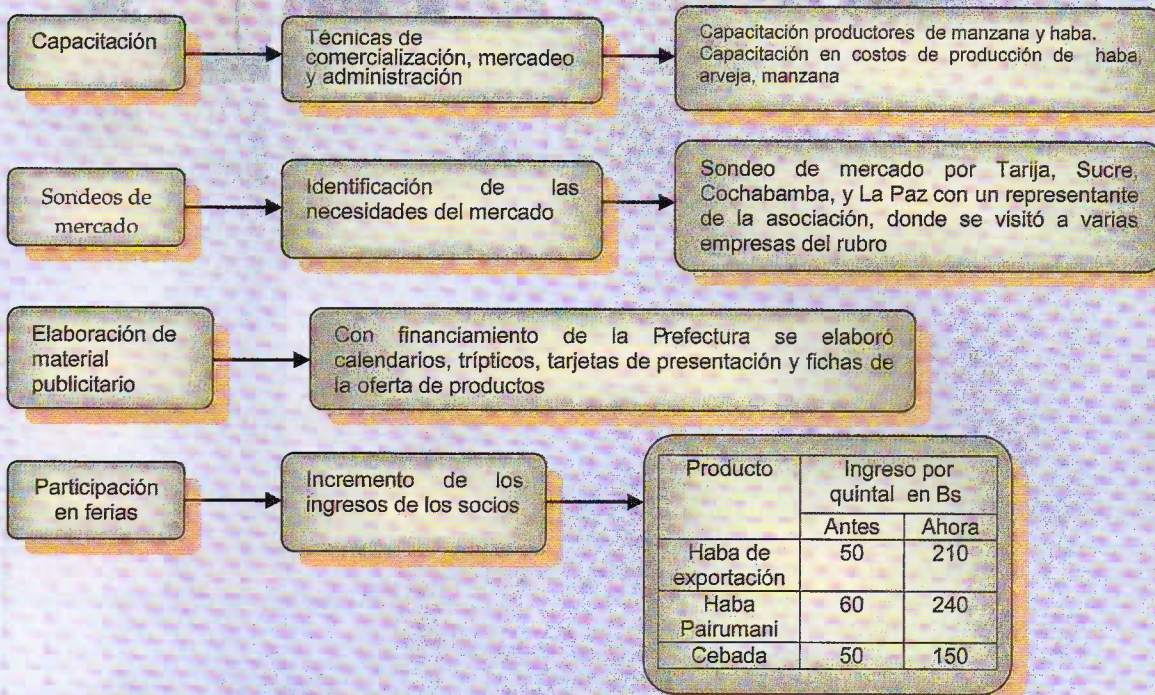 Capacitación
Técnicas de
comercialización, mercadeo
y administración
Capacitación productores de manzana y haba.
Capacitación en costos de producción de haba
arveja, manzana
Sondeos de
mercado
Identificación de las
necesidades del mercado
Sondeo de mercado por Tarija, Sucre,
Cochabamba, y La Paz con un representante
de la asociación, donde se visitó a varias
empresas del rubro
Elaboración de
material
publicitario
Con financiamiento de la Prefectura se elaboró
calendarios, trípticos, tarjetas de presentación y fichas de
la oferta de productos
Participación
en ferias
Incremento de los
ingresos de los socios
Producto Ingreso por
quintal en Bs
Antes Ahora
Haba de 50 210
exportación
Haba 60 240
Pairumani
Cebada 50 150